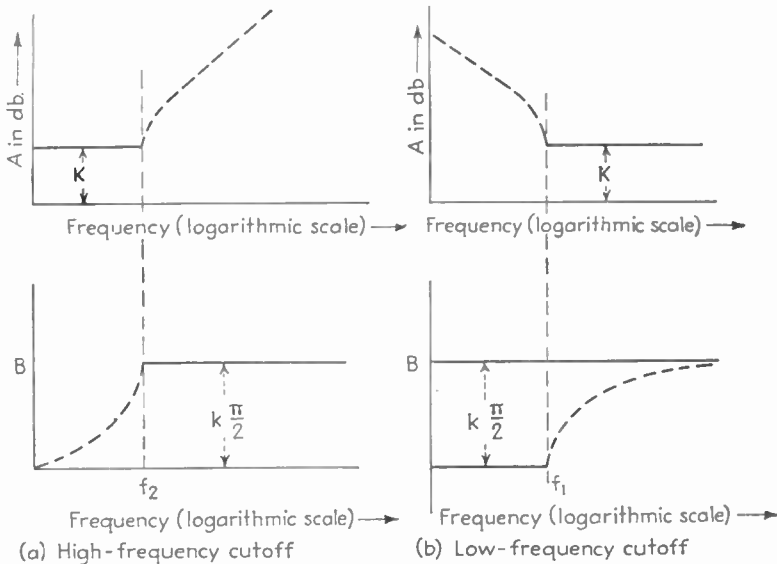 A in db.
K
Frequency (logarithmic scale)
A in db
K
Frequency (logarithmic scale)
B
k π/2
f2
Frequency (logarithmic scale)
(a) High-frequency cutoff
B
k π/2
f1
Frequency (logarithmic scale)
(b) Low-frequency cutoff